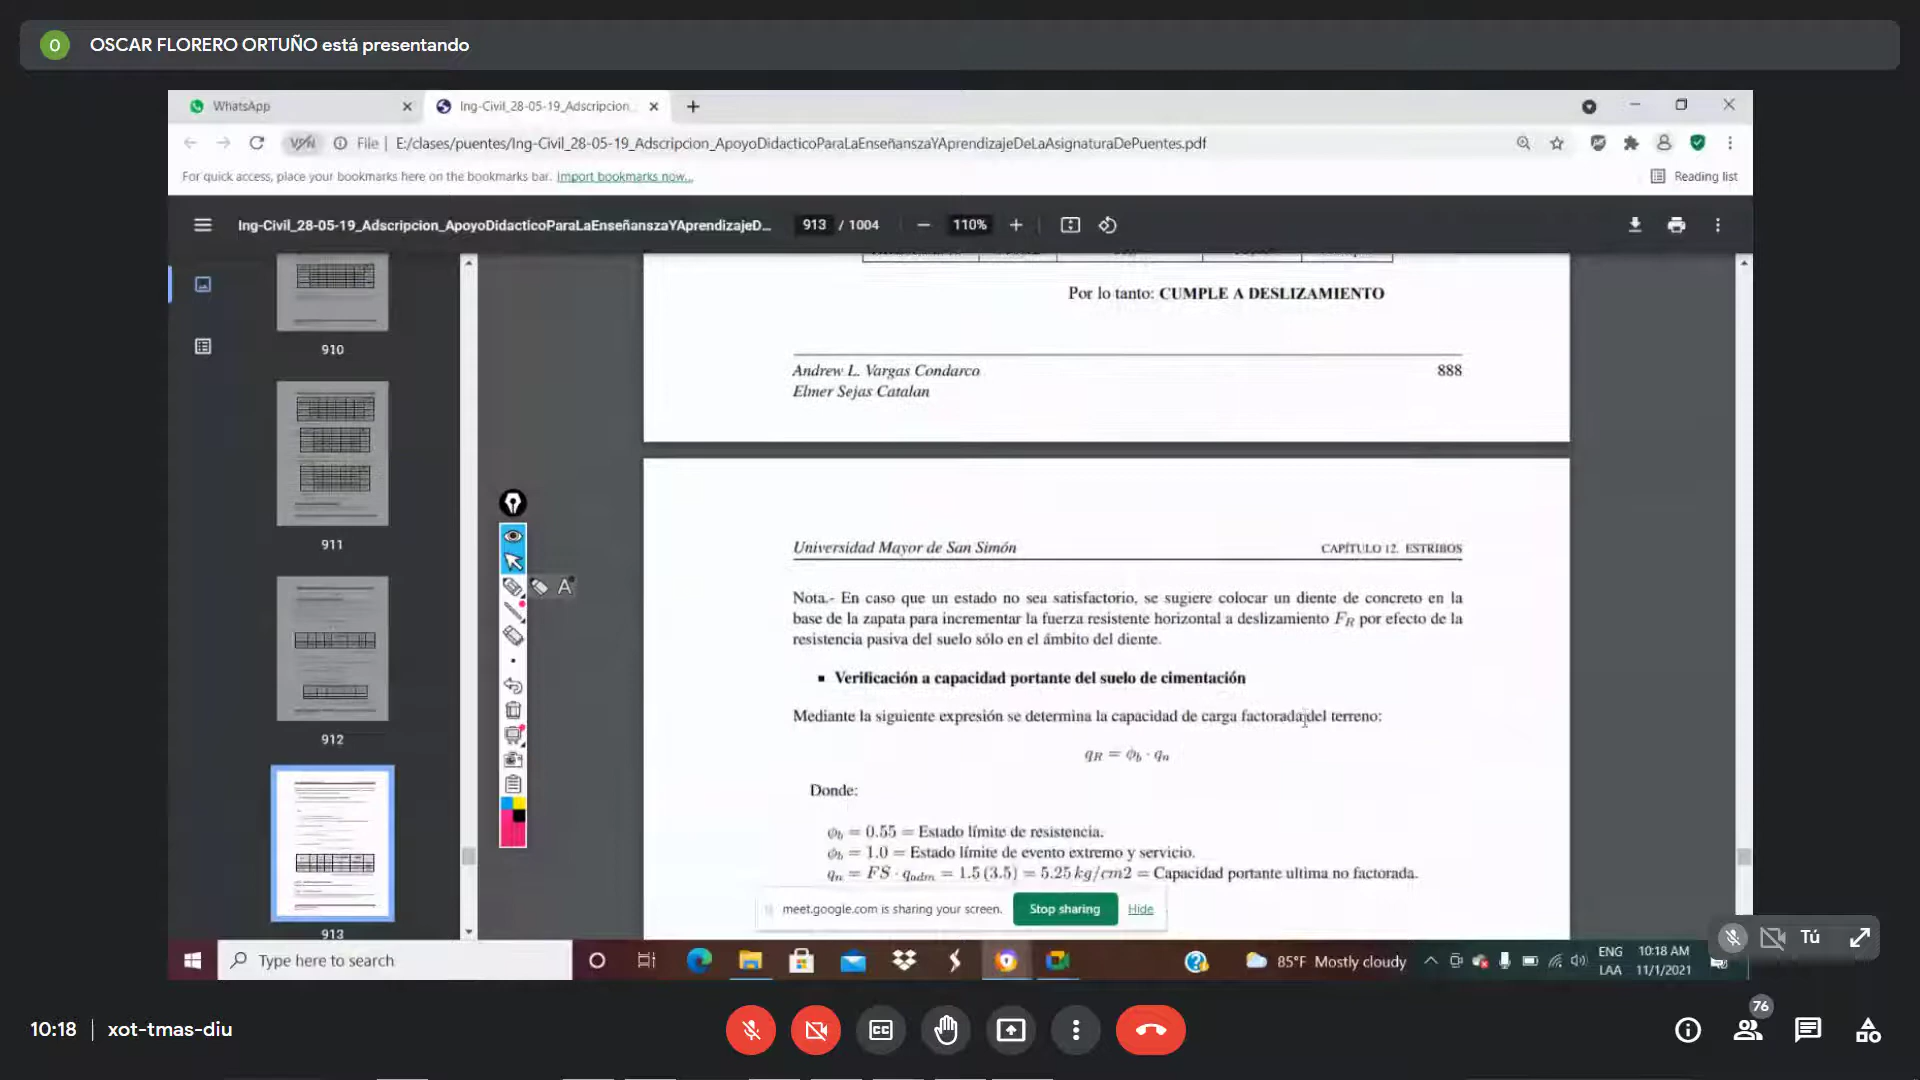 O OSCAR FLORERO ORTUÑO está presentando
WhatsApp
Ing-Civil_28-05-19_Adscripcion
VPN File | E:/clases/puentes/Ing-Civil_28-05-19_Adscripcion_ApoyoDidacticoParaLaEnseñanszaYAprendizajeDeLaAsignaturaDePuentes.pdf
For quick access, place your bookmarks here on the bookmarks bar. Import bookmarks now...
Reading list
Ing-Civil_28-05-19_Adscripcion_ApoyoDidacticoParaLaEnseñanszaYAprendizajeD... 913 / 1004 110%
910
911
912
913
Por lo tanto: CUMPLE A DESLIZAMIENTO
Andrew L. Vargas Condarco 888
Elmer Sejas Catalan
A
Universidad Mayor de San Simón CAPÍTULO 12. ESTRIBOS
Nota.- En caso que un estado no sea satisfactorio, se sugiere colocar un diente de concreto en la
base de la zapata para incrementar la fuerza resistente horizontal a deslizamiento F_R por efecto de la
resistencia pasiva del suelo sólo en el ámbito del diente.
▪ Verificación a capacidad portante del suelo de cimentación
Mediante la siguiente expresión se determina la capacidad de carga factorada del terreno:
q_R = ϕ_b · q_n
Donde:
ϕ_b = 0.55 = Estado límite de resistencia.
ϕ_b = 1.0 = Estado límite de evento extremo y servicio.
q_n = FS · q_adm = 1.5 (3.5) = 5.25 kg/cm2 = Capacidad portante ultima no factorada.
meet.google.com is sharing your screen. Stop sharing Hide
Tú
Type here to search
85°F Mostly cloudy
ENG
LAA
10:18 AM
11/1/2021
10:18 | xot-tmas-diu
CC
76